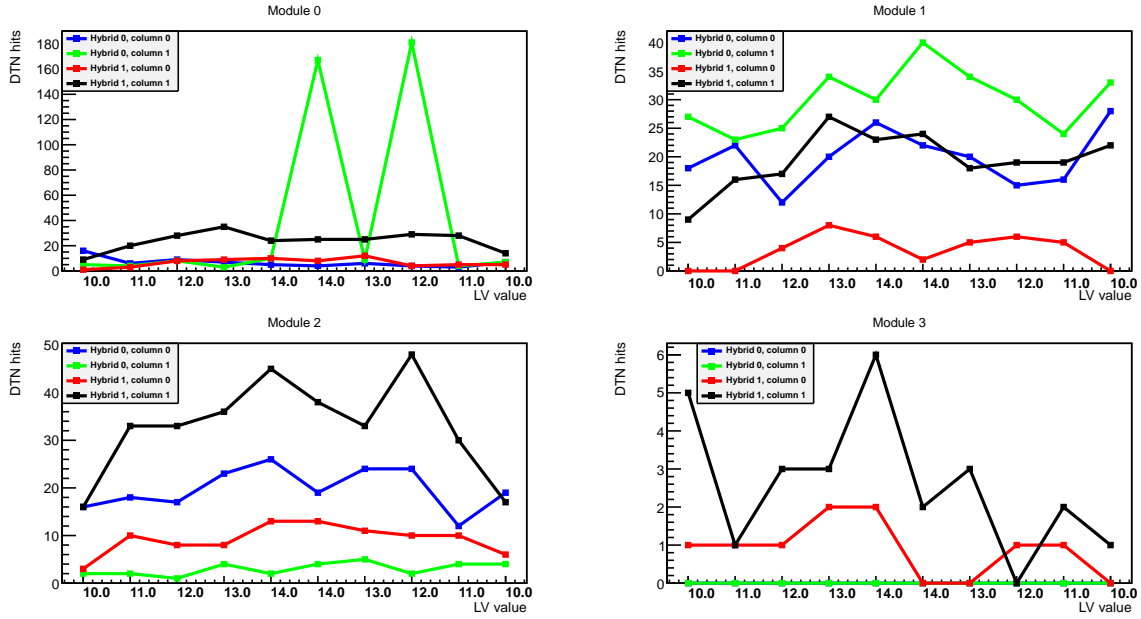 Module 0
DTN hits
180
160
140
120
100
80
60
40
20
0
Hybrid 0, column 0
Hybrid 0, column 1
Hybrid 1, column 0
Hybrid 1, column 1
10.0 11.0 12.0 13.0 14.0 14.0 13.0 12.0 11.0 10.0
LV value
Module 1
DTN hits
40
35
30
25
20
15
10
5
0
Hybrid 0, column 0
Hybrid 0, column 1
Hybrid 1, column 0
Hybrid 1, column 1
10.0 11.0 12.0 13.0 14.0 14.0 13.0 12.0 11.0 10.0
LV value
Module 2
DTN hits
50
40
30
20
10
0
Hybrid 0, column 0
Hybrid 0, column 1
Hybrid 1, column 0
Hybrid 1, column 1
10.0 11.0 12.0 13.0 14.0 14.0 13.0 12.0 11.0 10.0
LV value
Module 3
DTN hits
6
5
4
3
2
1
0
Hybrid 0, column 0
Hybrid 0, column 1
Hybrid 1, column 0
Hybrid 1, column 1
10.0 11.0 12.0 13.0 14.0 14.0 13.0 12.0 11.0 10.0
LV value